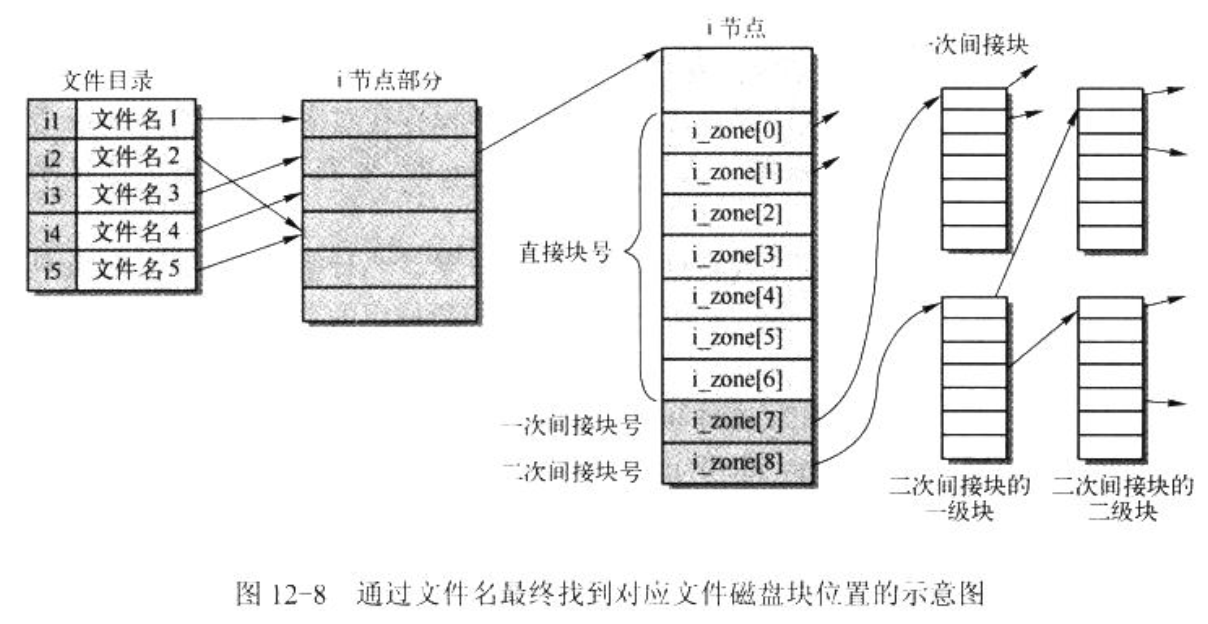 文件目录
i1 文件名 1
i2 文件名 2
i3 文件名 3
i4 文件名 4
i5 文件名 5
i 节点部分
i 节点
i_zone[0]
i_zone[1]
i_zone[2]
i_zone[3]
i_zone[4]
i_zone[5]
i_zone[6]
i_zone[7]
i_zone[8]
直接块号
一次间接块号
二次间接块号
一次间接块
二次间接块的
一级块
二次间接块的
二级块
图 12-8 通过文件名最终找到对应文件磁盘块位置的示意图